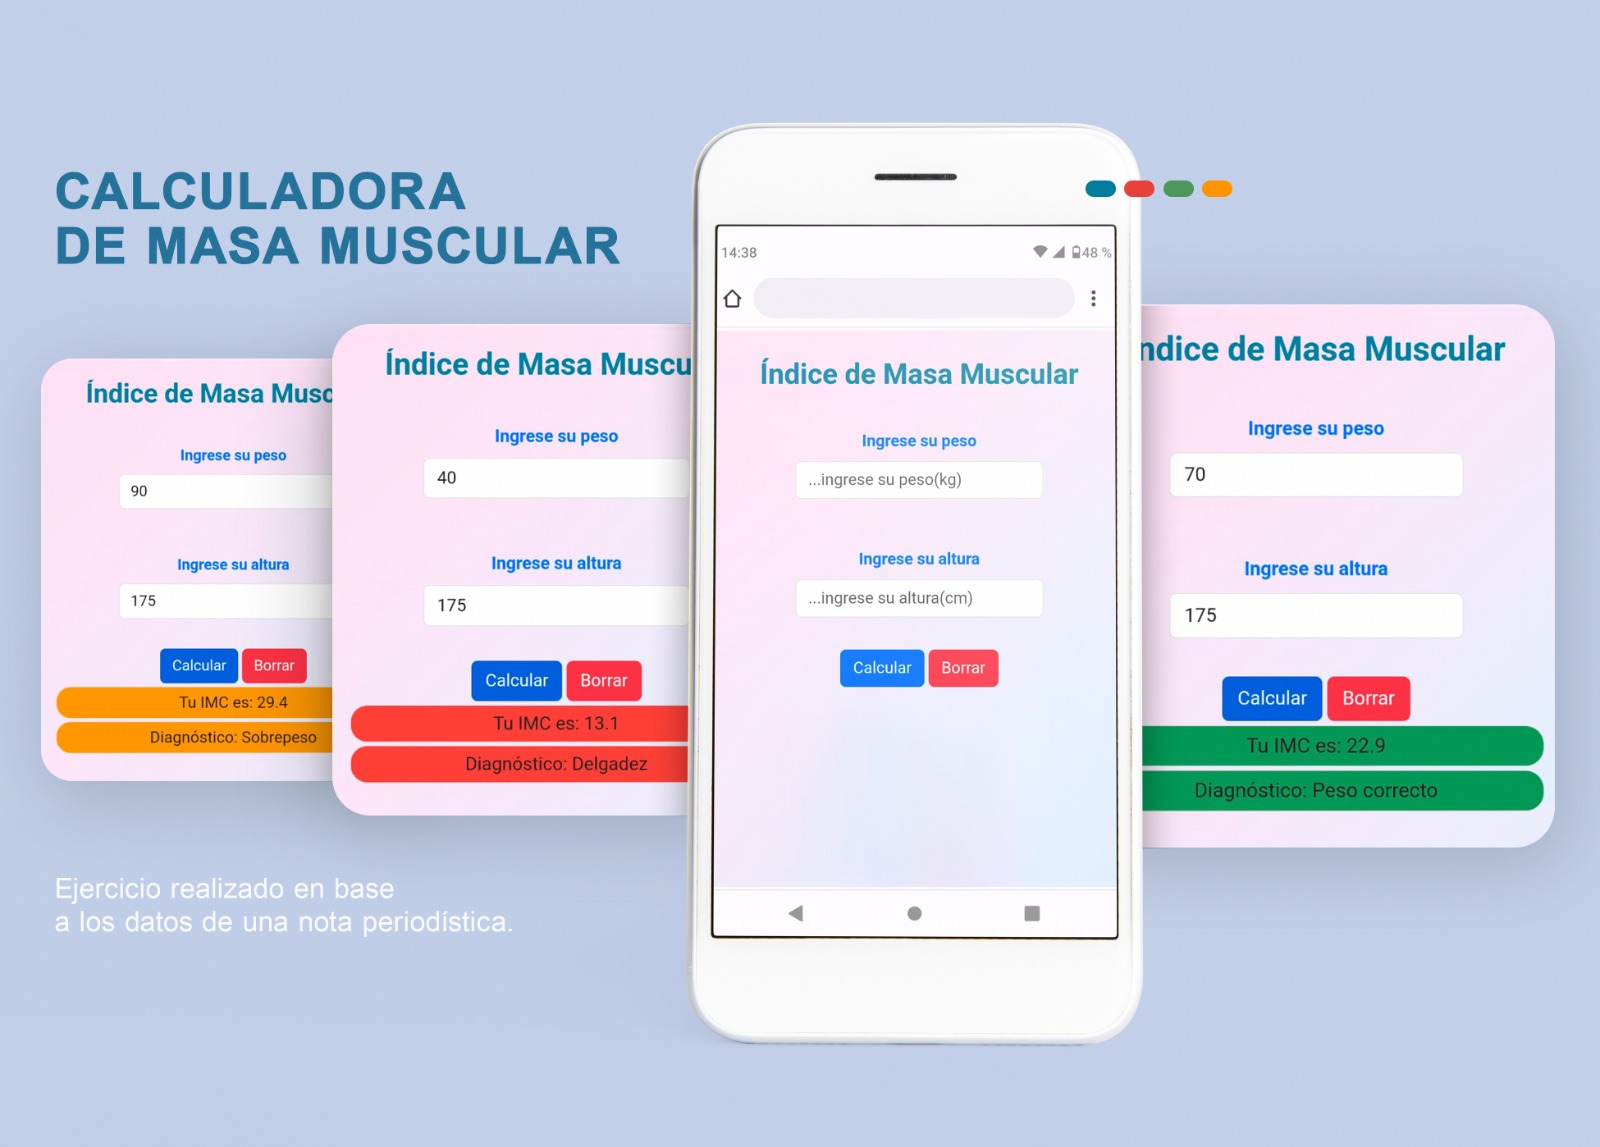 CALCULADORA
DE MASA MUSCULAR
Índice de Masa Musc
Ingrese su peso
90
Ingrese su altura
175
Calcular Borrar
Tu IMC es: 29.4
Diagnóstico: Sobrepeso
Índice de Masa Muscu
Ingrese su peso
40
Ingrese su altura
175
Calcular Borrar
Tu IMC es: 13.1
Diagnóstico: Delgadez
14:38 48 %
Índice de Masa Muscular
Ingrese su peso
...ingrese su peso(kg)
Ingrese su altura
...ingrese su altura(cm)
Calcular Borrar
ndice de Masa Muscular
Ingrese su peso
70
Ingrese su altura
175
Calcular Borrar
Tu IMC es: 22.9
Diagnóstico: Peso correcto
Ejercicio realizado en base
a los datos de una nota periodística.